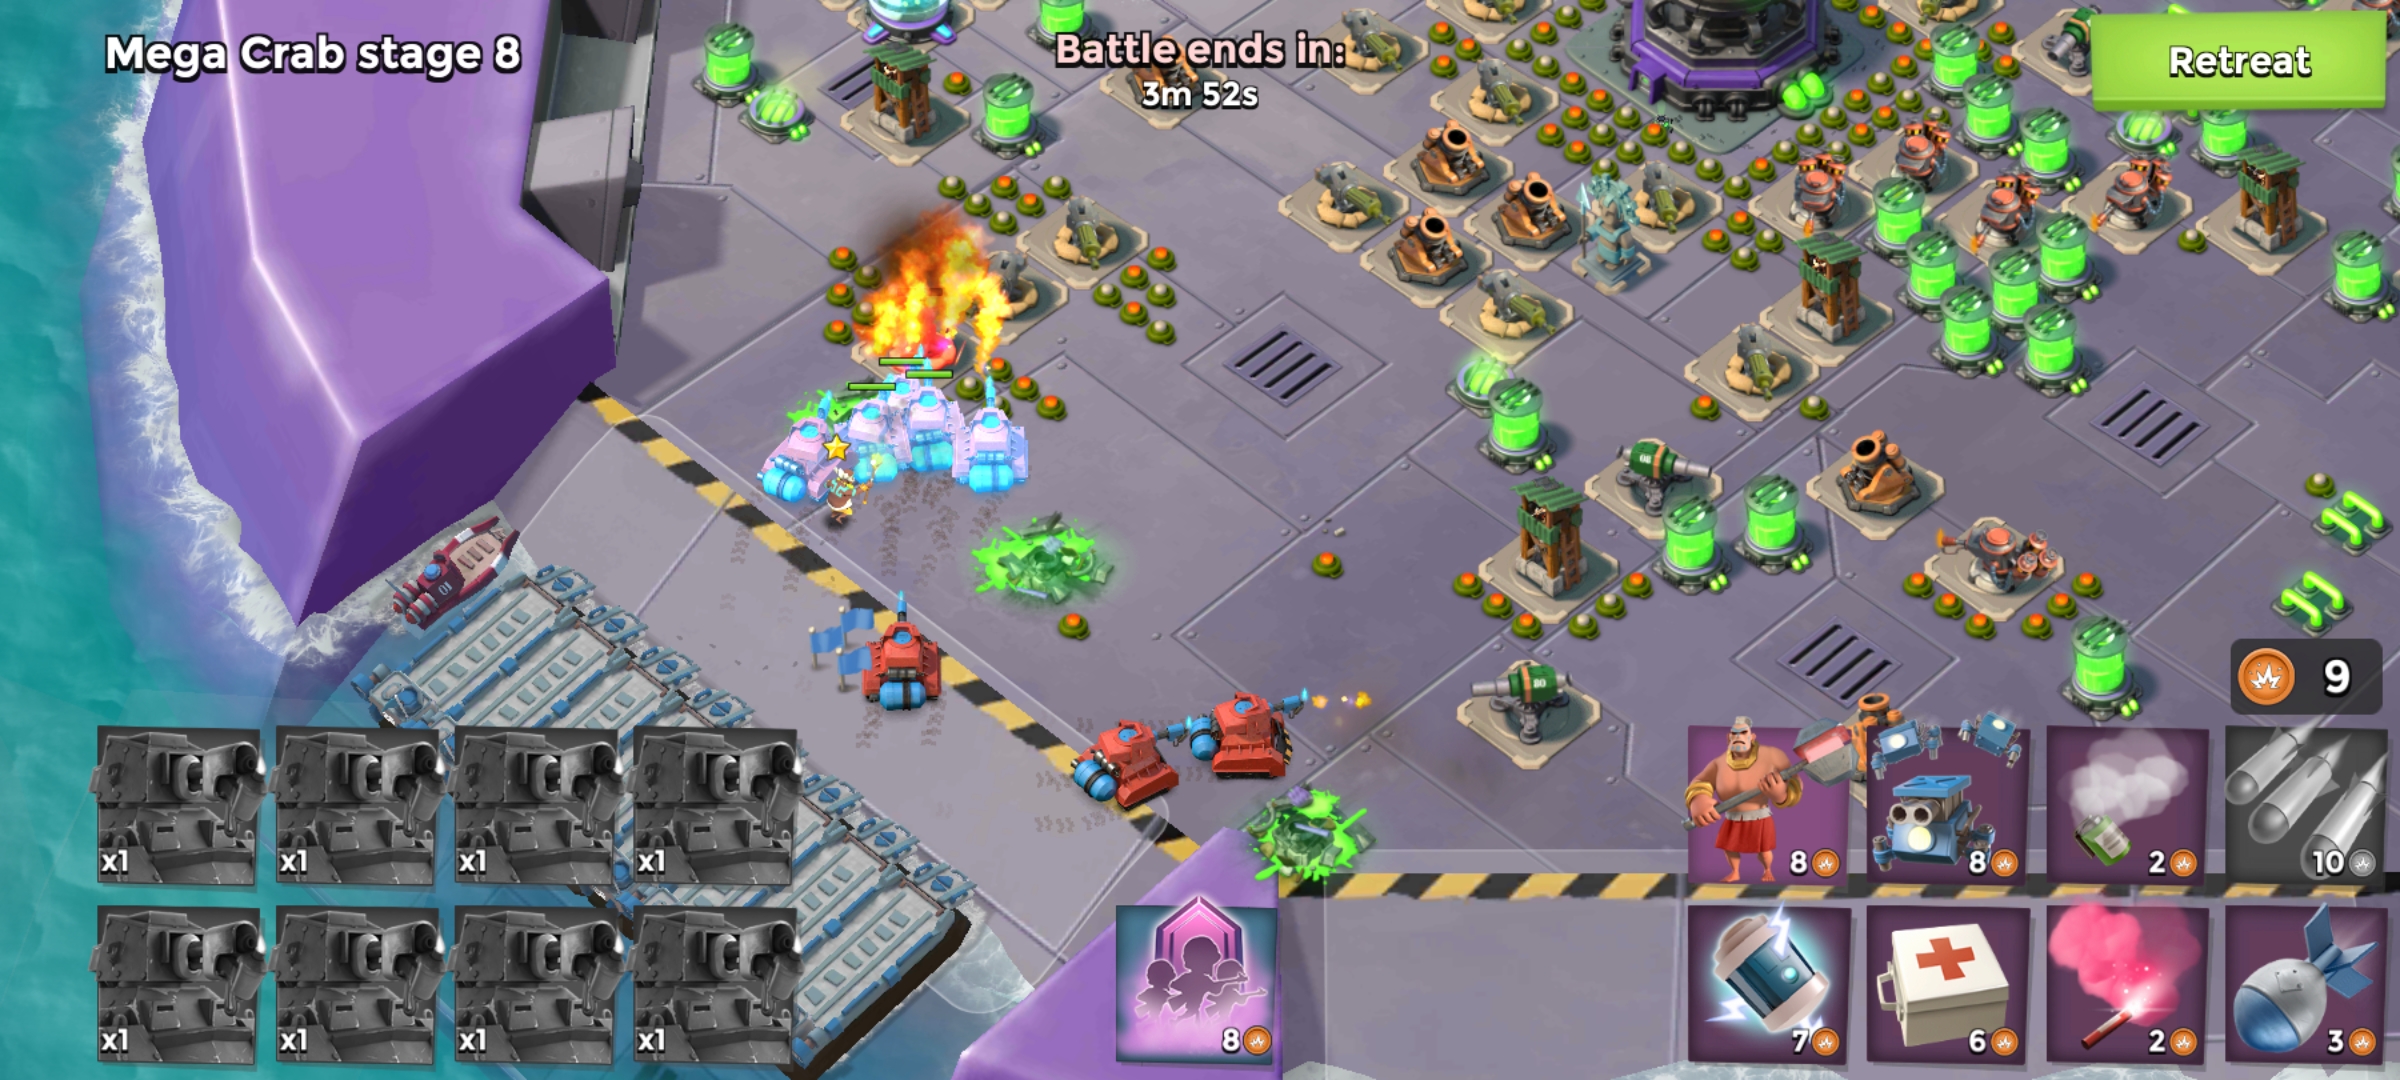 Mega Crab stage 8
Battle ends in:
3m 52s
Retreat
9
x1
x1
x1
x1
8
8
2
10
x1
x1
x1
x1
8
7
6
2
3